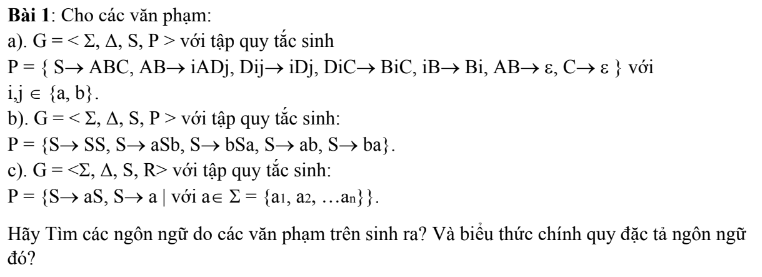 Bài 1: Cho các văn phạm:
a). G = < Σ, Δ, S, P > với tập quy tắc sinh
P = { S→ ABC, AB→ iADj, Dij→ iDj, DiC→ BiC, iB→ Bi, AB→ ε, C→ ε } với
i,j ∈ {a, b}.
b). G = < Σ, Δ, S, P > với tập quy tắc sinh:
P = {S→ SS, S→ aSb, S→ bSa, S→ ab, S→ ba}.
c). G = <Σ, Δ, S, R> với tập quy tắc sinh:
P = {S→ aS, S→ a | với a∈ Σ = {a1, a2, …an}}.
Hãy Tìm các ngôn ngữ do các văn phạm trên sinh ra? Và biểu thức chính quy đặc tả ngôn ngữ
đó?